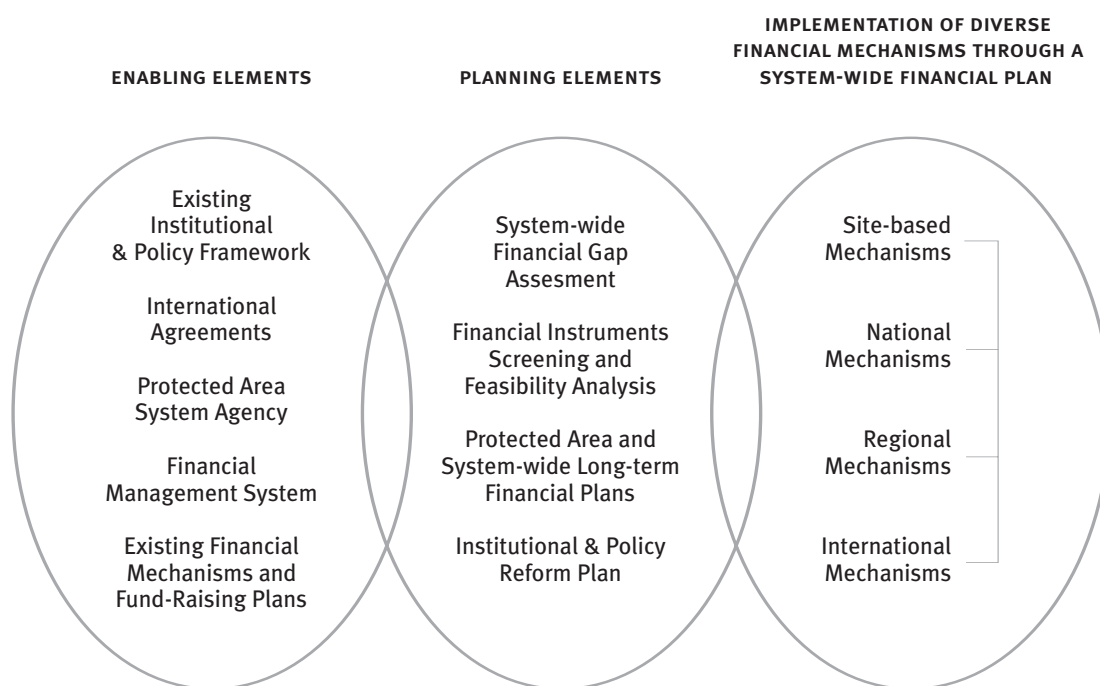 ENABLING ELEMENTS
PLANNING ELEMENTS
IMPLEMENTATION OF DIVERSE
FINANCIAL MECHANISMS THROUGH A
SYSTEM-WIDE FINANCIAL PLAN
Existing
Institutional
& Policy Framework
International
Agreements
Protected Area
System Agency
Financial
Management System
Existing Financial
Mechanisms and
Fund-Raising Plans
System-wide
Financial Gap
Assesment
Financial Instruments
Screening and
Feasibility Analysis
Protected Area and
System-wide Long-term
Financial Plans
Institutional & Policy
Reform Plan
Site-based
Mechanisms
National
Mechanisms
Regional
Mechanisms
International
Mechanisms